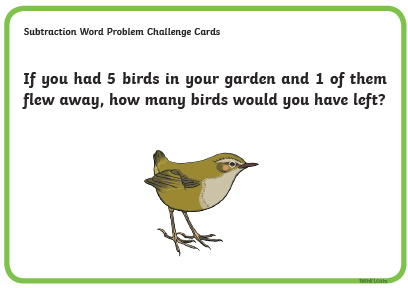 Subtraction Word Problem Challenge Cards
If you had 5 birds in your garden and 1 of them
flew away, how many birds would you have left?